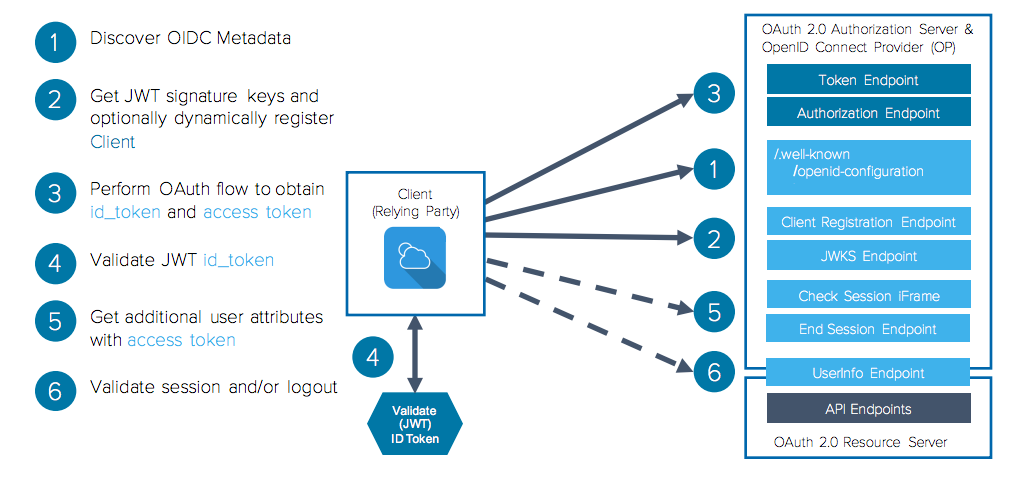 1 Discover OIDC Metadata
2 Get JWT signature keys and
optionally dynamically register
Client
3 Perform OAuth flow to obtain
id_token and access token
4 Validate JWT id_token
5 Get additional user attributes
with access token
6 Validate session and/or logout
Client
(Relying Party)
4
Validate
(JWT)
ID Token
3
1
2
5
6
OAuth 2.0 Authorization Server &
OpenID Connect Provider (OP)
Token Endpoint
Authorization Endpoint
/.well-known
/openid-configuration
Client Registration Endpoint
JWKS Endpoint
Check Session iFrame
End Session Endpoint
UserInfo Endpoint
API Endpoints
OAuth 2.0 Resource Server